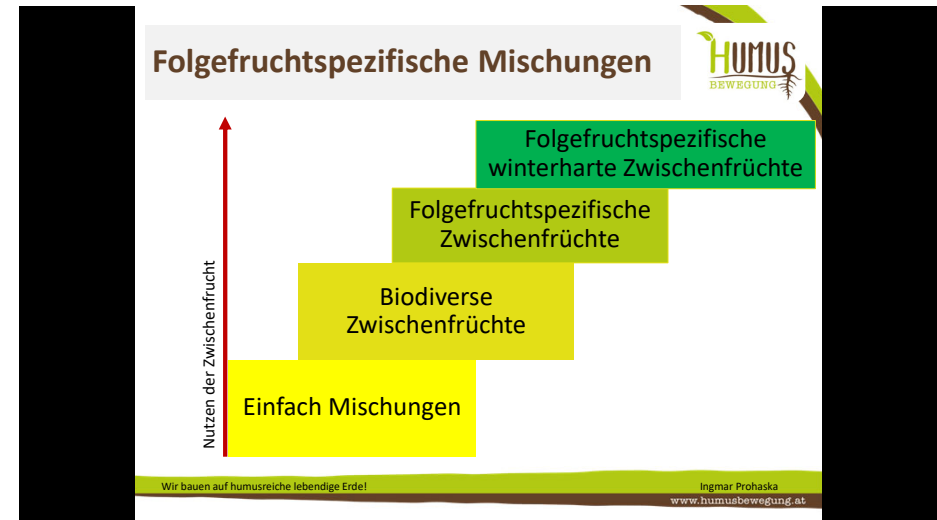 Folgefruchtspezifische Mischungen
HUMUS
BEWEGUNG
Folgefruchtspezifische
winterharte Zwischenfrüchte
Folgefruchtspezifische
Zwischenfrüchte
Biodiverse
Zwischenfrüchte
Einfach Mischungen
Nutzen der Zwischenfrucht
Wir bauen auf humusreiche lebendige Erde!
Ingmar Prohaska
www.humusbewegung.at